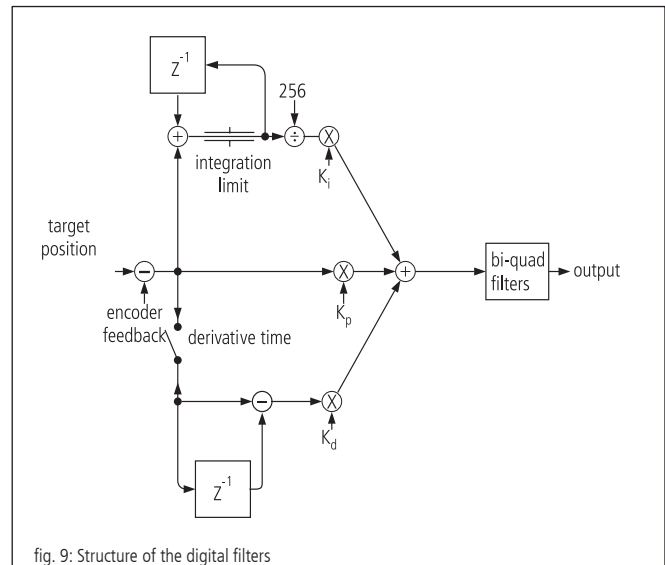 Z⁻¹
256
+
÷
X
integration
limit
Kᵢ
target
position
−
X
+
bi-quad
filters
output
encoder
feedback
Kₚ
derivative time
−
X
K_d
Z⁻¹
fig. 9: Structure of the digital filters